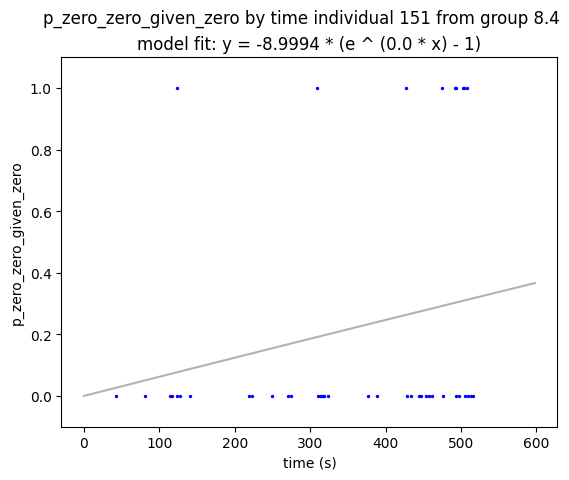 p_zero_zero_given_zero by time individual 151 from group 8.4
model fit: y = -8.9994 * (e ^ (0.0 * x) - 1)
p_zero_zero_given_zero
1.0
0.8
0.6
0.4
0.2
0.0
0 100 200 300 400 500 600
time (s)